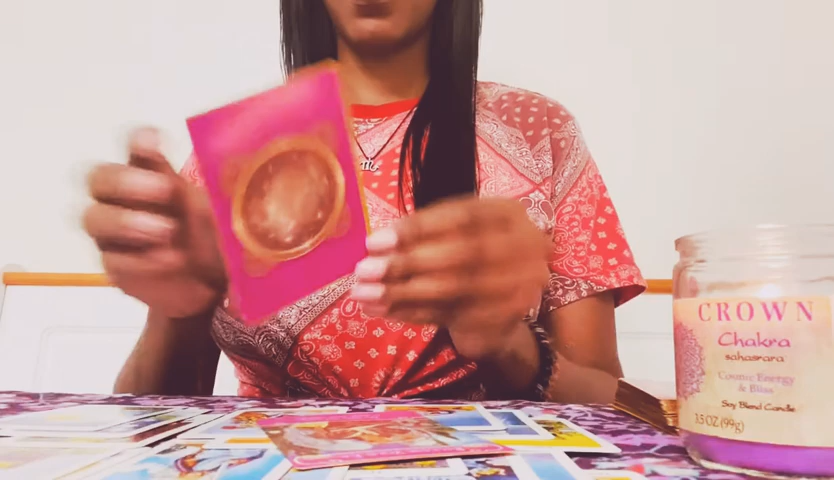 CROWN
Chakra
sahasrara
Cosmic Energy
& Bliss
Soy Blend Candle
3.5 OZ (99g)